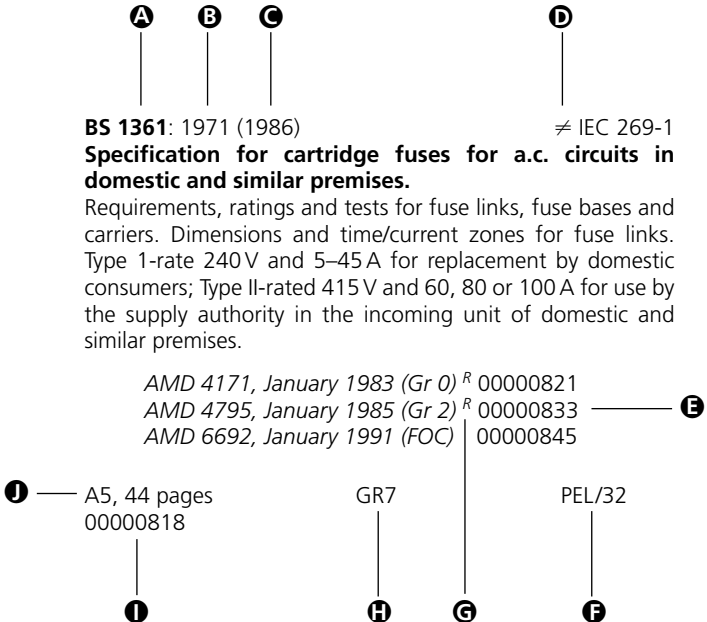 A B C D
BS 1361: 1971 (1986) ≠ IEC 269-1
Specification for cartridge fuses for a.c. circuits in
domestic and similar premises.
Requirements, ratings and tests for fuse links, fuse bases and
carriers. Dimensions and time/current zones for fuse links.
Type 1-rate 240 V and 5–45 A for replacement by domestic
consumers; Type II-rated 415 V and 60, 80 or 100 A for use by
the supply authority in the incoming unit of domestic and
similar premises.
AMD 4171, January 1983 (Gr 0) R 00000821
AMD 4795, January 1985 (Gr 2) R 00000833 E
AMD 6692, January 1991 (FOC) 00000845
J A5, 44 pages GR7 PEL/32
00000818
I H G F